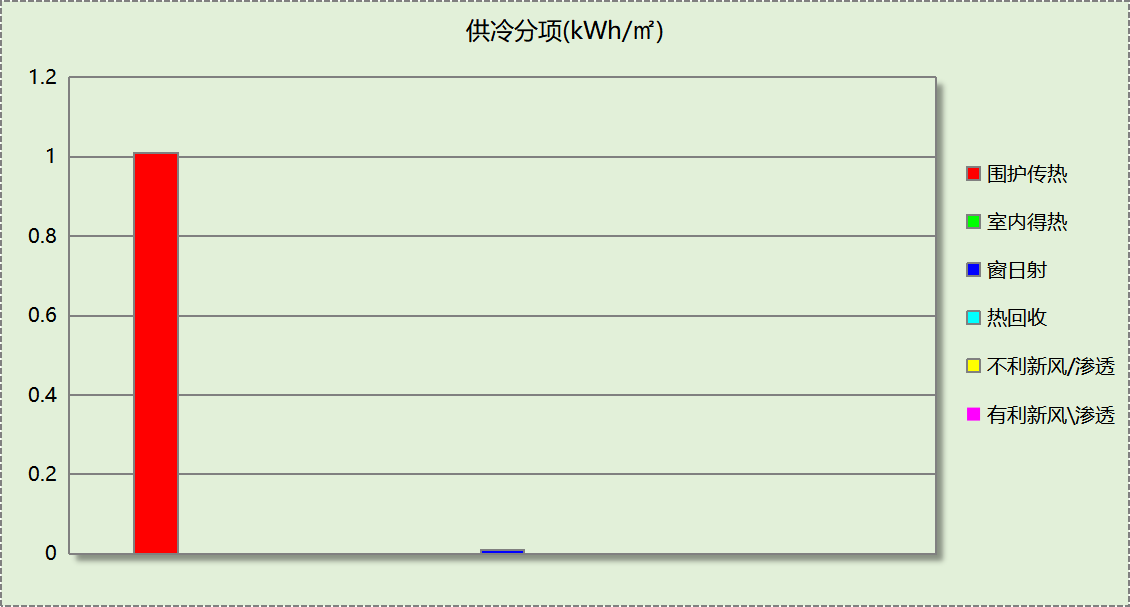 供冷分项(kWh/㎡)
1.2
1
0.8
0.6
0.4
0.2
0
围护传热
室内得热
窗日射
热回收
不利新风/渗透
有利新风\渗透